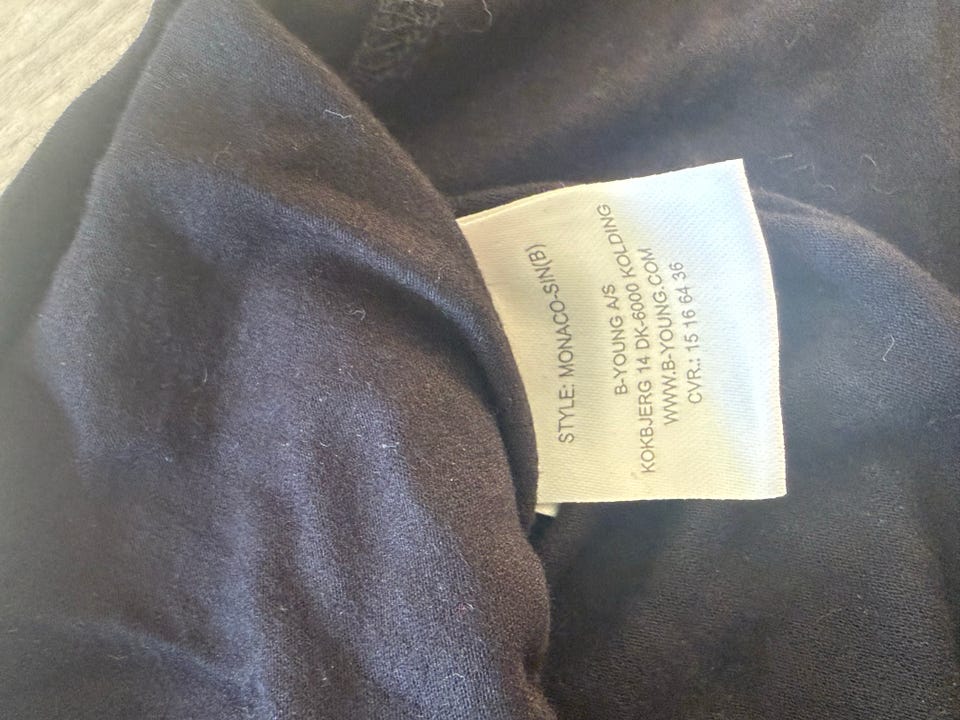 STYLE: MONACO-SIN(B)
B-YOUNG A/S
KOKBJERG 14 DK-6000 KOLDING
WWW.B-YOUNG.COM
CVR.: 15 16 64 36